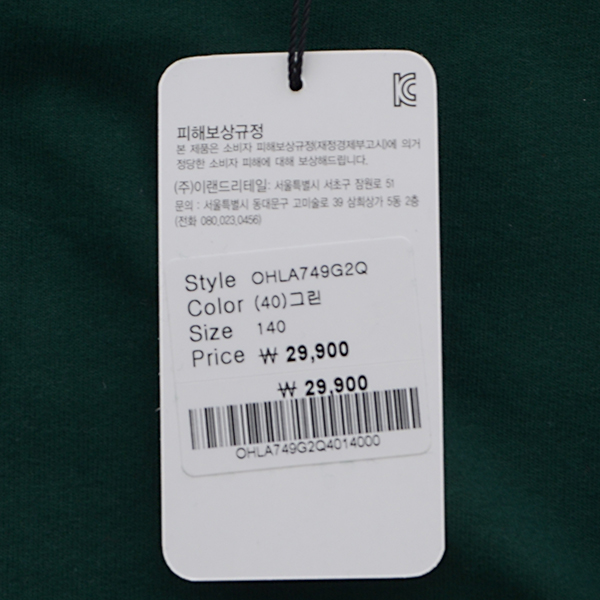 피해보상규정
본 제품은 소비자 피해보상규정(재정경제부고시)에 의거
정당한 소비자 피해에 대해 보상해드립니다.
(주)이랜드리테일: 서울특별시 서초구 잠원로 51
문의 : 서울특별시 동대문구 고미술로 39 삼희상가 5동 2층
(전화 080,023,0456)
Style OHLA749G2Q
Color (40)그린
Size 140
Price ₩ 29,900
₩ 29,900
OHLA749G2Q4014000